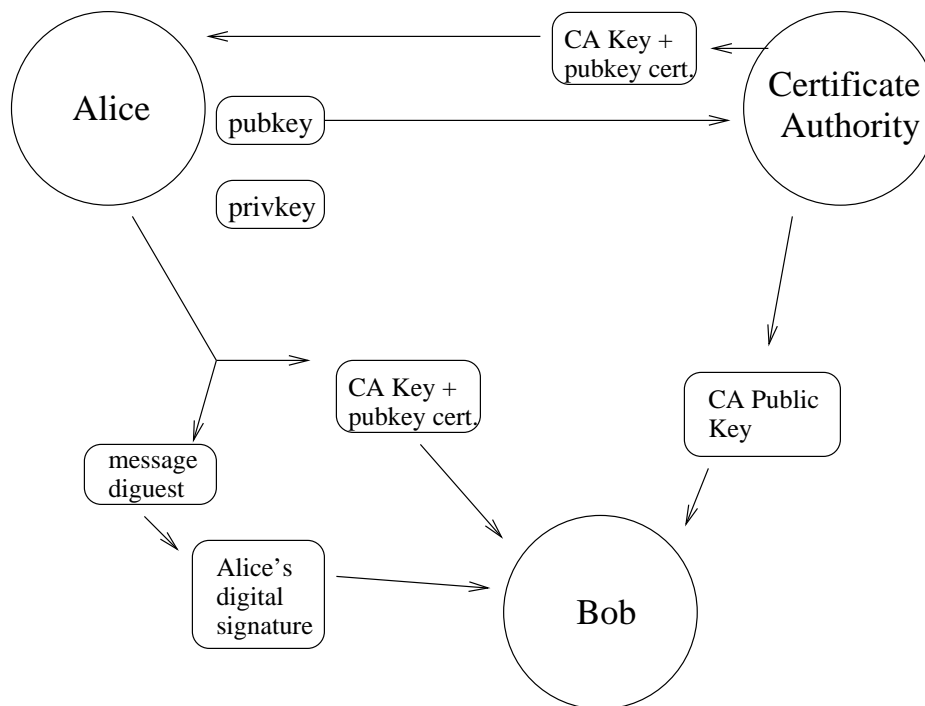 CA Key +
pubkey cert.
Alice
Certificate
Authority
pubkey
privkey
CA Key +
pubkey cert.
CA Public
Key
message
diguest
Alice's
digital
signature
Bob